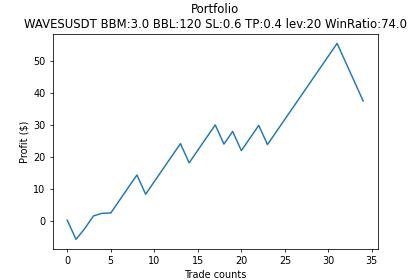 Portfolio
WAVESUSDT BBM:3.0 BBL:120 SL:0.6 TP:0.4 lev:20 WinRatio:74.0
50
40
30
20
10
0
Profit ($)
0 5 10 15 20 25 30 35
Trade counts